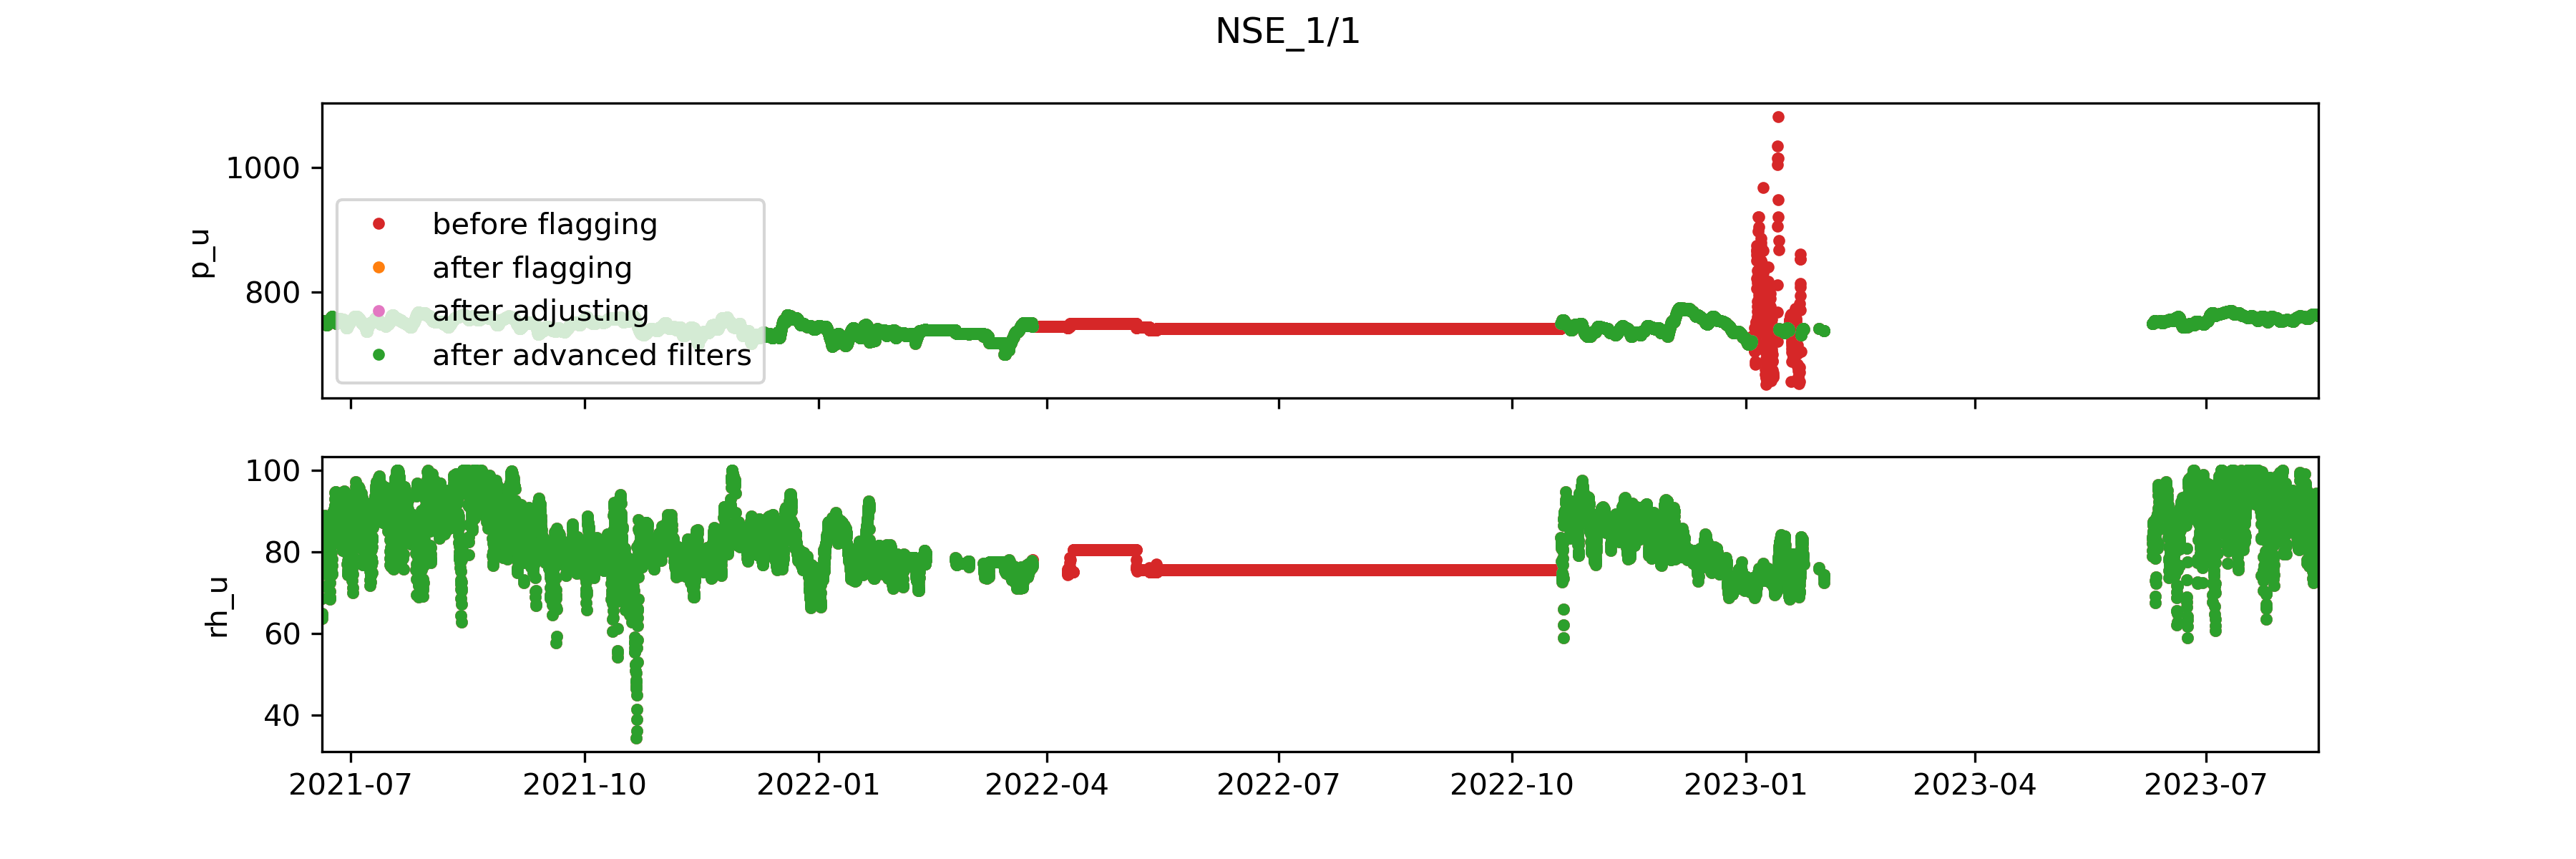 NSE_1/1
1000
800
p_u
before flagging
after flagging
after adjusting
after advanced filters
100
80
60
40
rh_u
2021-07 2021-10 2022-01 2022-04 2022-07 2022-10 2023-01 2023-04 2023-07